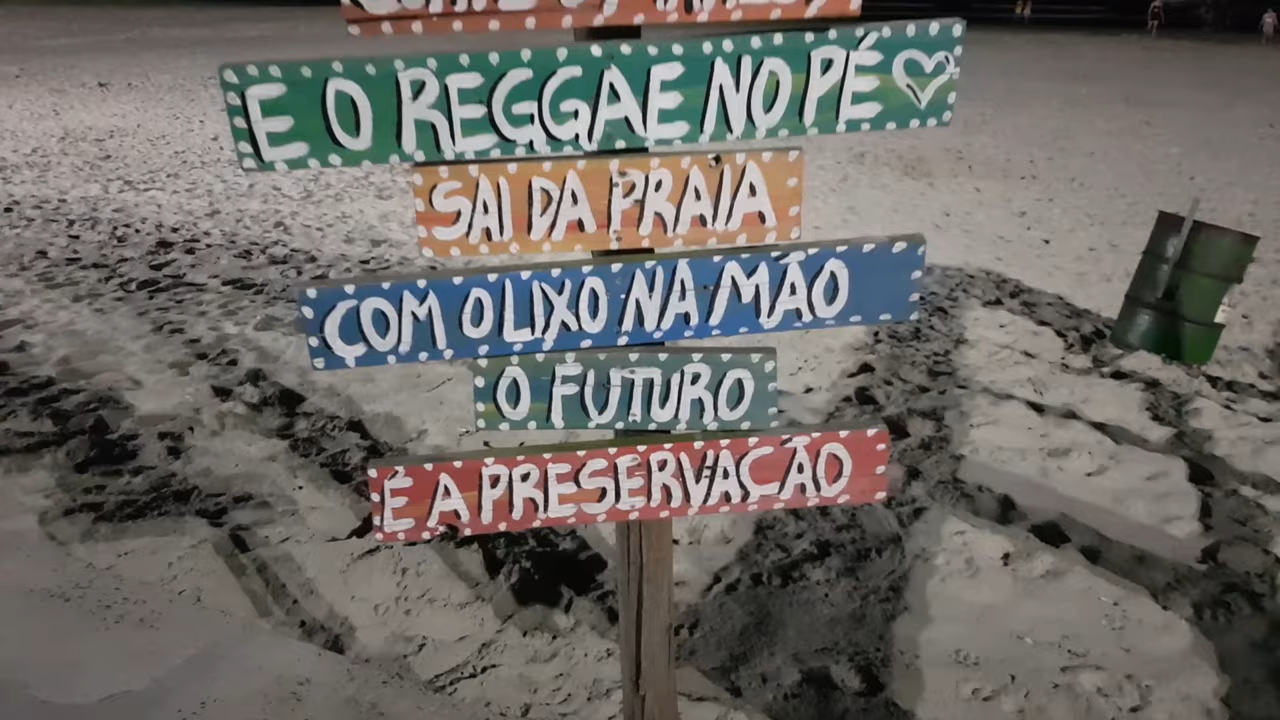 E O REGGAE NO PÉ
SAI DA PRAIA
COM O LIXO NA MÃO
O FUTURO
É A PRESERVAÇÃO